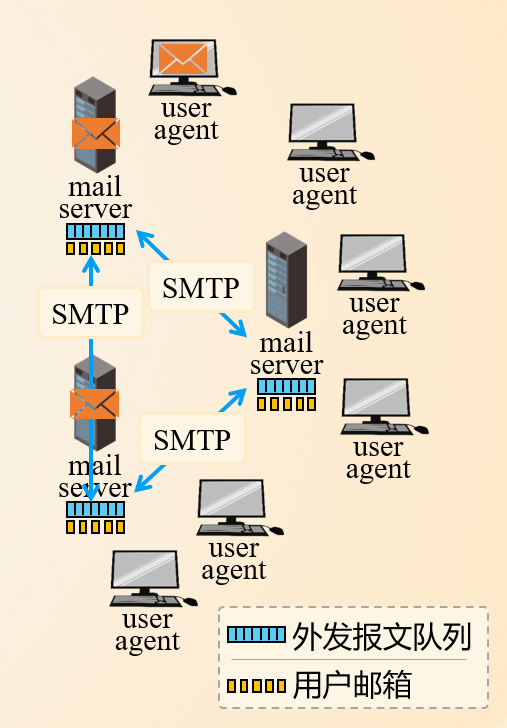 user
agent
mail
server
user
agent
SMTP
SMTP
user
agent
mail
server
SMTP
user
agent
mail
server
user
agent
user
agent
外发报文队列
用户邮箱